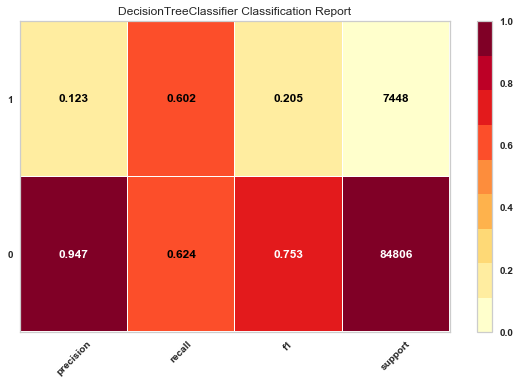 DecisionTreeClassifier Classification Report
1 0.123 0.602 0.205 7448
0 0.947 0.624 0.753 84806
precision recall f1 support
1.0
0.8
0.6
0.4
0.2
0.0